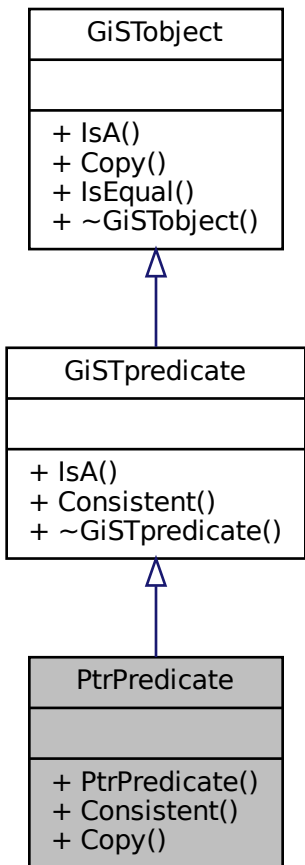 GiSTobject
+ IsA()
+ Copy()
+ IsEqual()
+ ~GiSTobject()
GiSTpredicate
+ IsA()
+ Consistent()
+ ~GiSTpredicate()
PtrPredicate
+ PtrPredicate()
+ Consistent()
+ Copy()